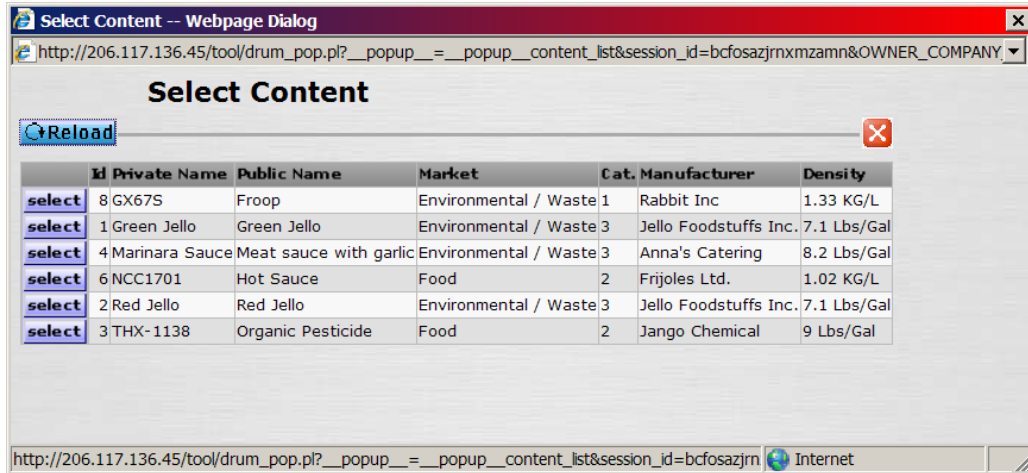 Select Content -- Webpage Dialog
http://206.117.136.45/tool/drum_pop.pl?__popup__=__popup__content_list&session_id=bcfosazjrnxmzamn&OWNER_COMPANY_
Select Content
Reload
Id Private Name Public Name Market Cat. Manufacturer Density
select 8 GX67S Froop Environmental / Waste 1 Rabbit Inc 1.33 KG/L
select 1 Green Jello Green Jello Environmental / Waste 3 Jello Foodstuffs Inc. 7.1 Lbs/Gal
select 4 Marinara Sauce Meat sauce with garlic Environmental / Waste 3 Anna's Catering 8.2 Lbs/Gal
select 6 NCC1701 Hot Sauce Food 2 Frijoles Ltd. 1.02 KG/L
select 2 Red Jello Red Jello Environmental / Waste 3 Jello Foodstuffs Inc. 7.1 Lbs/Gal
select 3 THX-1138 Organic Pesticide Food 2 Jango Chemical 9 Lbs/Gal
http://206.117.136.45/tool/drum_pop.pl?__popup__=__popup__content_list&session_id=bcfosazjrn Internet